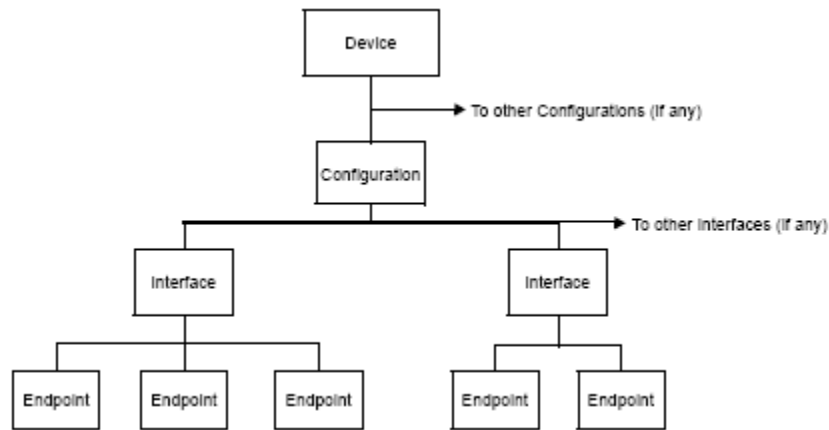 Device
To other Configurations (if any)
Configuration
To other Interfaces (if any)
Interface
Interface
Endpoint
Endpoint
Endpoint
Endpoint
Endpoint